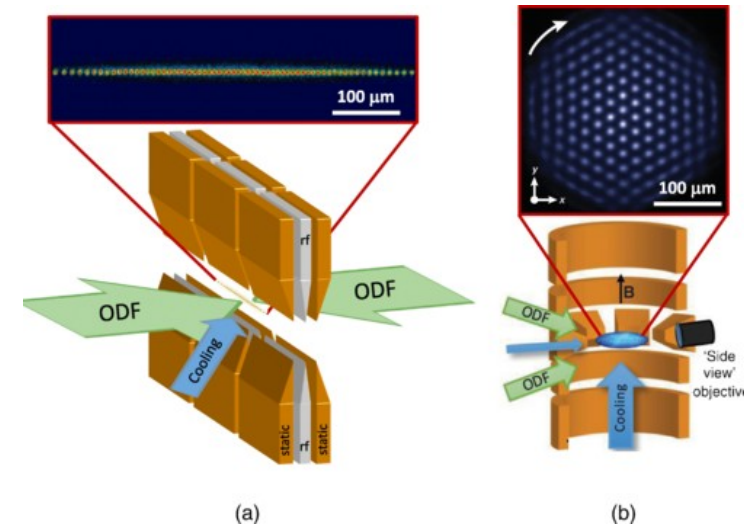 100 μm
rf
ODF
ODF
Cooling
static
rf
static
(a)
y
x
100 μm
B
ODF
ODF
Cooling
'Side
view'
objective
(b)